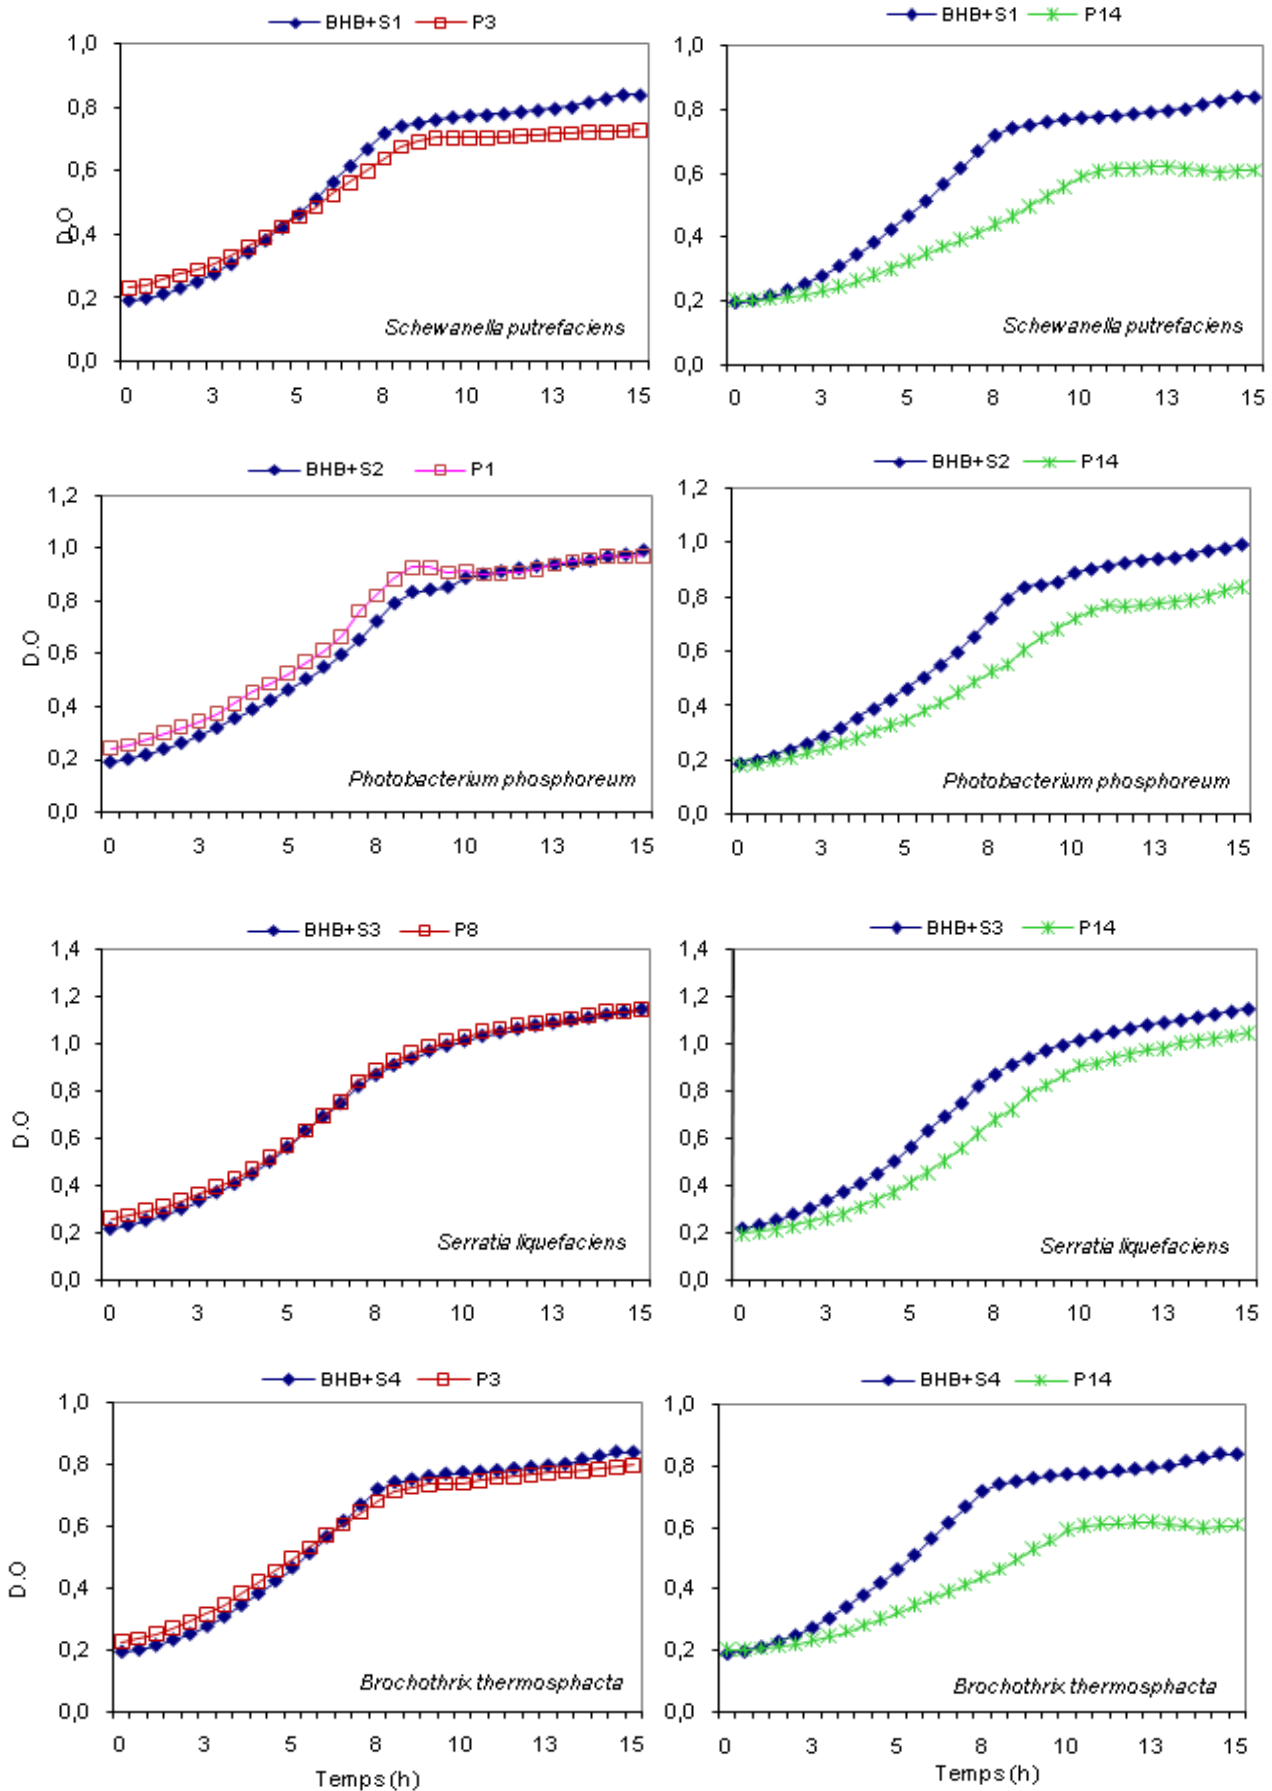 BHB+S1 P3
BHB+S1 P14
1,0
0,8
0,6
0,4
0,2
0,0
D.O
Schewanella putrefaciens
0 3 5 8 10 13 15
1,0
0,8
0,6
0,4
0,2
0,0
Schewanella putrefaciens
0 3 5 8 10 13 15
BHB+S2 P1
BHB+S2 P14
1,2
1,0
0,8
0,6
0,4
0,2
0,0
D.O
Photobacterium phosphoreum
0 3 5 8 10 13 15
1,2
1,0
0,8
0,6
0,4
0,2
0,0
Photobacterium phosphoreum
0 3 5 8 10 13 15
BHB+S3 P8
BHB+S3 P14
1,4
1,2
1,0
0,8
0,6
0,4
0,2
0,0
D.O
Serratia liquefaciens
0 3 5 8 10 13 15
1,4
1,2
1,0
0,8
0,6
0,4
0,2
0,0
Serratia liquefaciens
0 3 5 8 10 13 15
BHB+S4 P3
BHB+S4 P14
1,0
0,8
0,6
0,4
0,2
0,0
D.O
Brochothrix thermosphacta
0 3 5 8 10 13 15
Temps (h)
1,0
0,8
0,6
0,4
0,2
0,0
Brochothrix thermosphacta
0 3 5 8 10 13 15
Temps (h)